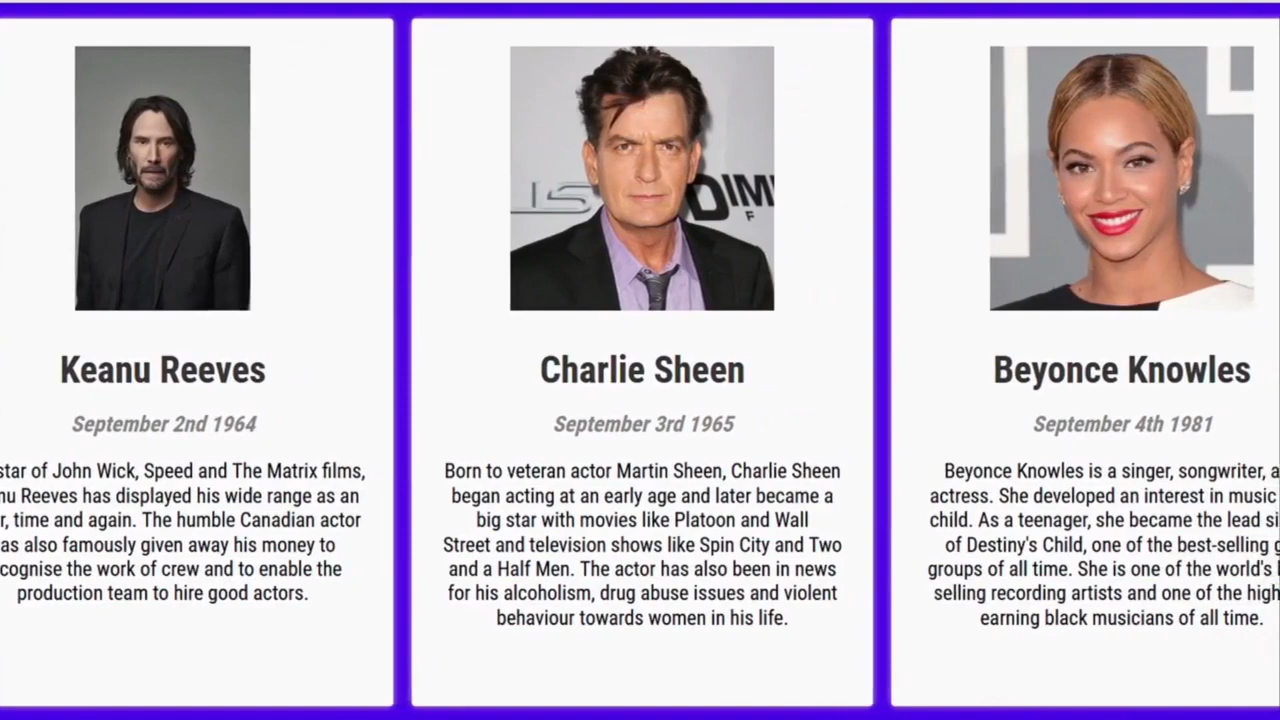 Keanu Reeves
September 2nd 1964
star of John Wick, Speed and The Matrix films,
nu Reeves has displayed his wide range as an
r, time and again. The humble Canadian actor
as also famously given away his money to
cognise the work of crew and to enable the
production team to hire good actors.
DIM
F
Charlie Sheen
September 3rd 1965
Born to veteran actor Martin Sheen, Charlie Sheen
began acting at an early age and later became a
big star with movies like Platoon and Wall
Street and television shows like Spin City and Two
and a Half Men. The actor has also been in news
for his alcoholism, drug abuse issues and violent
behaviour towards women in his life.
Beyonce Knowles
September 4th 1981
Beyonce Knowles is a singer, songwriter, a
actress. She developed an interest in music
child. As a teenager, she became the lead si
of Destiny's Child, one of the best-selling g
groups of all time. She is one of the world's
selling recording artists and one of the high
earning black musicians of all time.